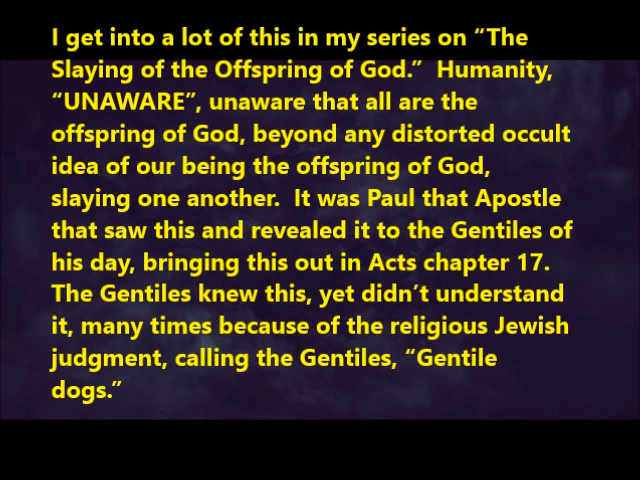 I get into a lot of this in my series on “The
Slaying of the Offspring of God.”  Humanity,
“UNAWARE”, unaware that all are the
offspring of God, beyond any distorted occult
idea of our being the offspring of God,
slaying one another.  It was Paul that Apostle
that saw this and revealed it to the Gentiles of
his day, bringing this out in Acts chapter 17.
The Gentiles knew this, yet didn’t understand
it, many times because of the religious Jewish
judgment, calling the Gentiles, “Gentile
dogs.”